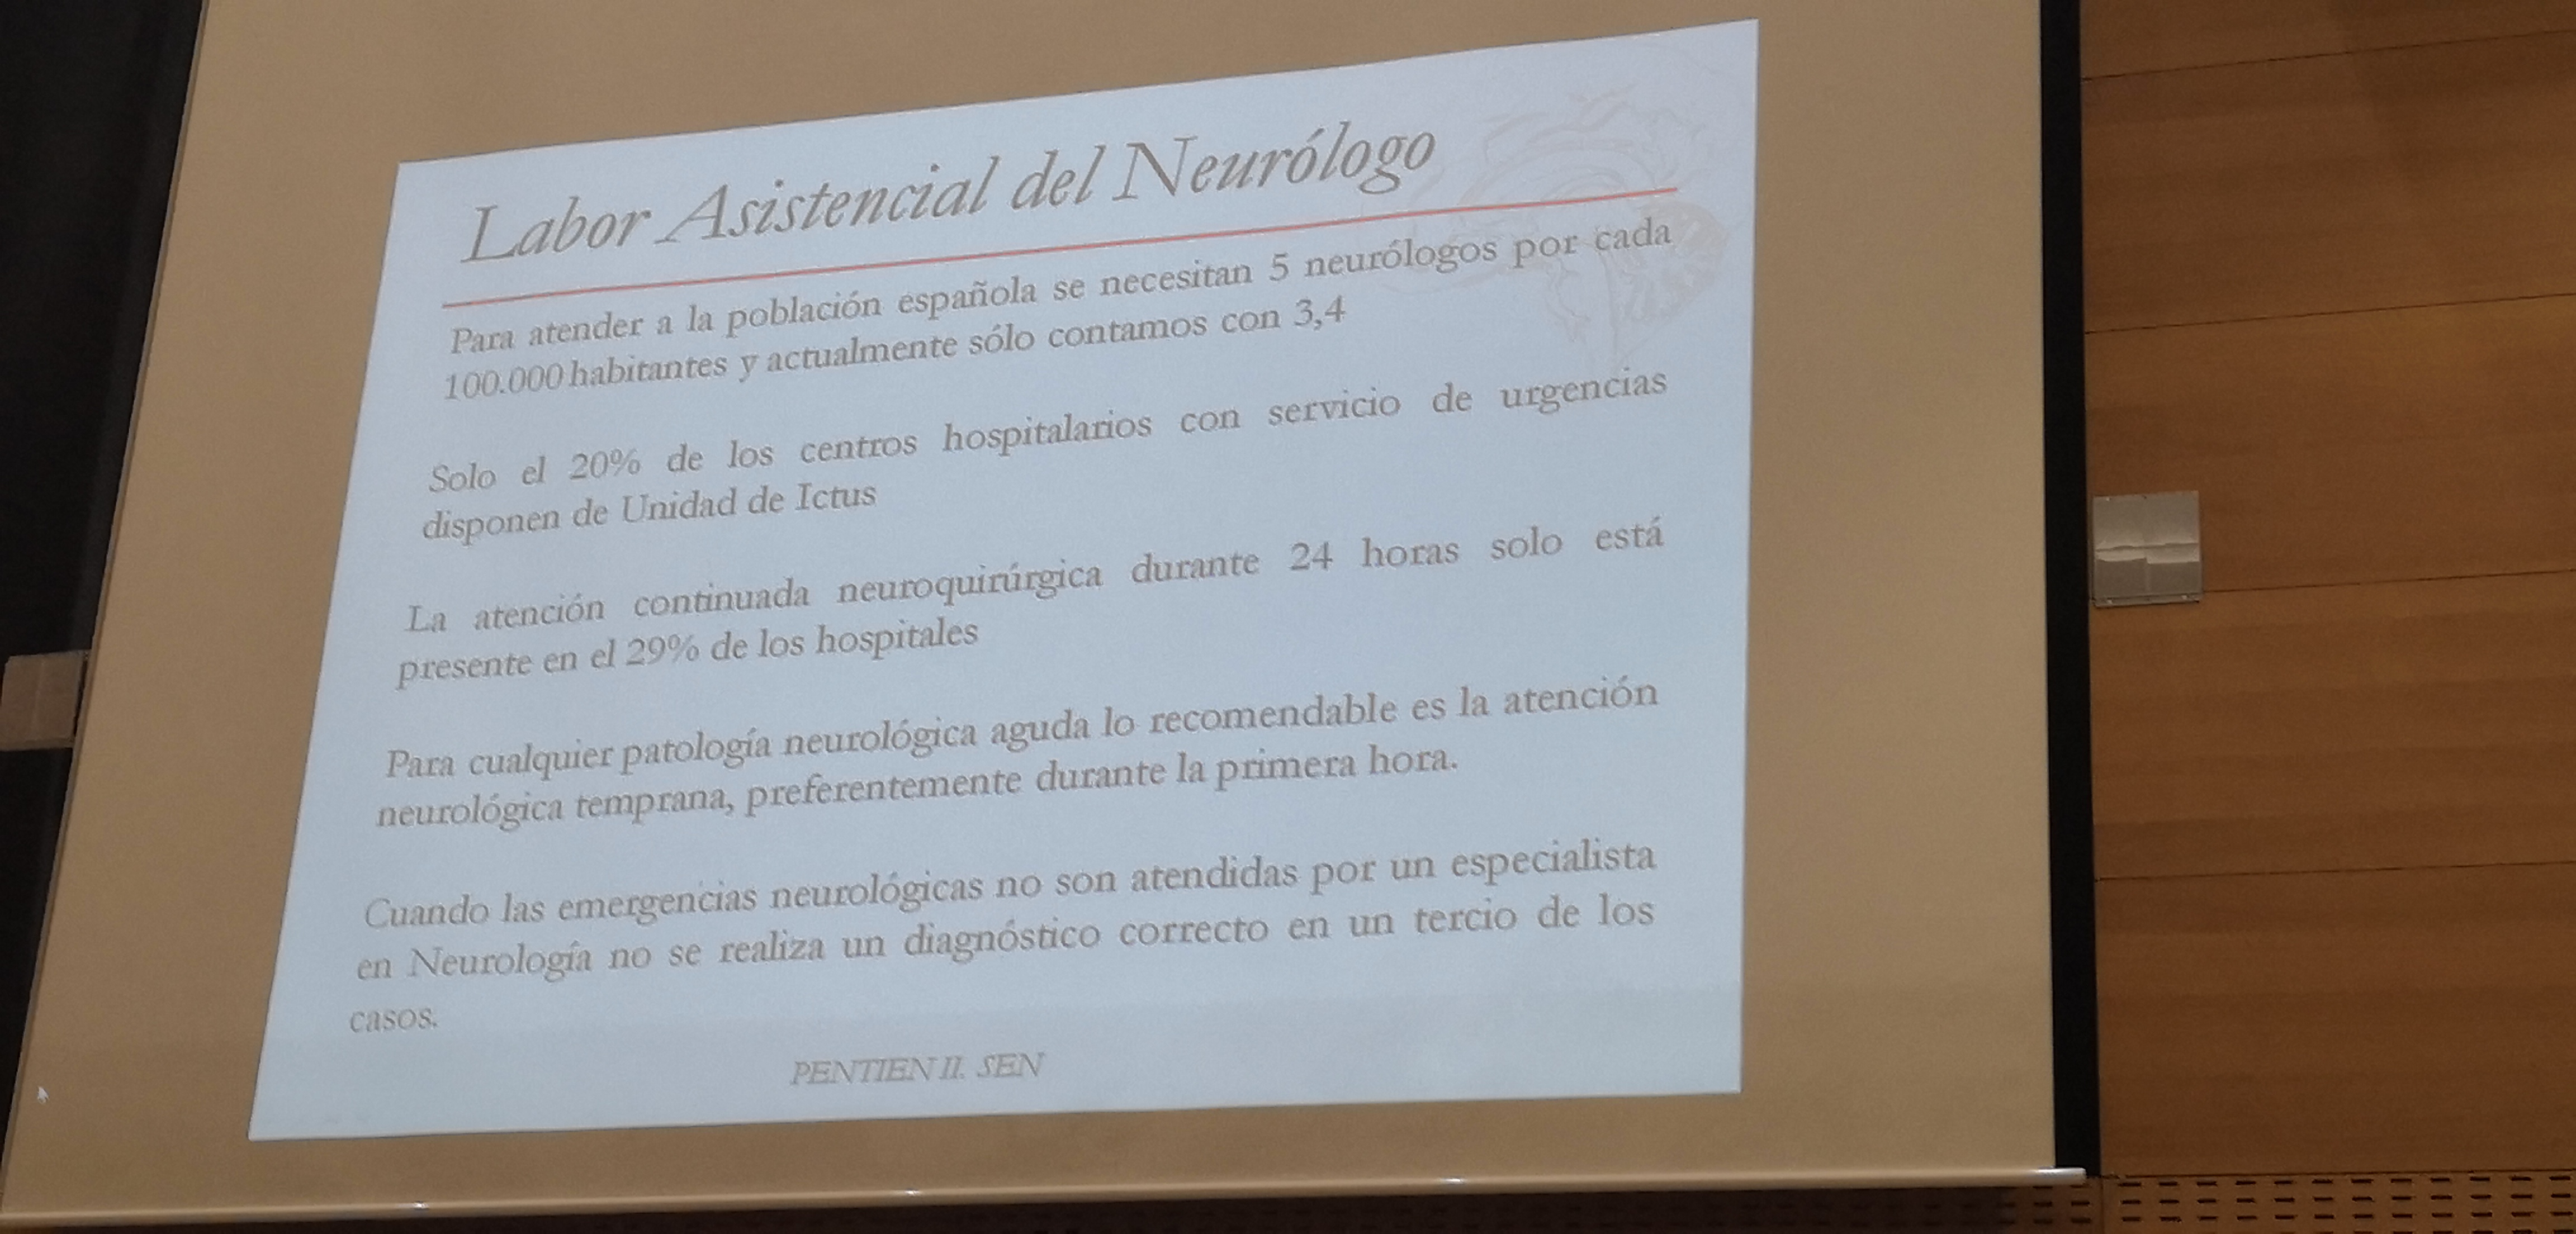 Labor Asistencial del Neurólogo
Para atender a la población española se necesitan 5 neurólogos por cada
100.000 habitantes y actualmente sólo contamos con 3,4
Solo el 20% de los centros hospitalarios con servicio de urgencias
disponen de Unidad de Ictus
La atención continuada neuroquirúrgica durante 24 horas solo está
presente en el 29% de los hospitales
Para cualquier patología neurológica aguda lo recomendable es la atención
neurológica temprana, preferentemente durante la primera hora.
Cuando las emergencias neurológicas no son atendidas por un especialista
en Neurología no se realiza un diagnóstico correcto en un tercio de los
casos.
PENTIEN II. SEN